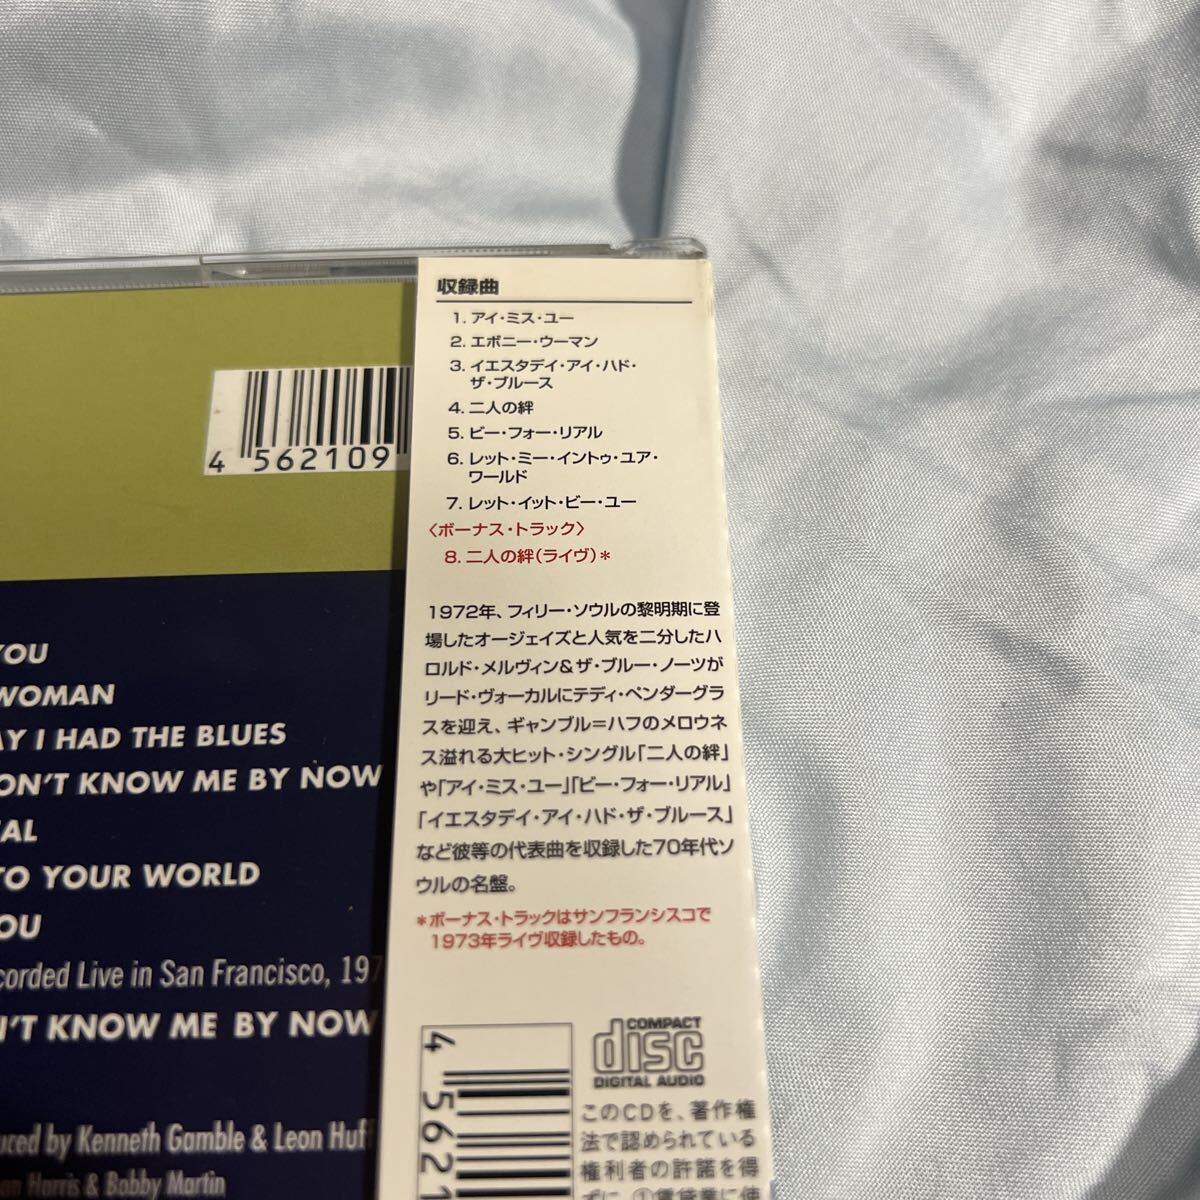 収録曲
1. アイ・ミス・ユー
2. エボニー・ウーマン
3. イエスタデイ・アイ・ハド・
ザ・ブルース
4. 二人の絆
5. ビー・フォー・リアル
6. レット・ミー・イントゥ・ユア・
ワールド
7. レット・イット・ビー・ユー
〈ボーナス・トラック〉
8. 二人の絆(ライヴ)*
1972年、フィリー・ソウルの黎明期に登
場したオージェイズと人気を二分したハ
ロルド・メルヴィン&ザ・ブルー・ノーツが
リード・ヴォーカルにテディ・ペンダーグラ
スを迎え、ギャンブル=ハフのメロウネ
ス溢れる大ヒット・シングル「二人の絆」
や「アイ・ミス・ユー」「ビー・フォー・リアル」
「イエスタデイ・アイ・ハド・ザ・ブルース」
など彼等の代表曲を収録した70年代ソ
ウルの名盤。
*ボーナス・トラックはサンフランシスコで
1973年ライヴ収録したもの。
COMPACT
disc
DIGITAL AUDIO
このCDを、著作権
法で認められている
権利者の許諾を得
ずに、①賃貸業に使
4 5621
4 562109
YOU
WOMAN
AY I HAD THE BLUES
ON'T KNOW ME BY NOW
AL
TO YOUR WORLD
OU
corded Live in San Francisco, 197
N'T KNOW ME BY NOW
uced by Kenneth Gamble & Leon Huff
an Harris & Bobby Martin